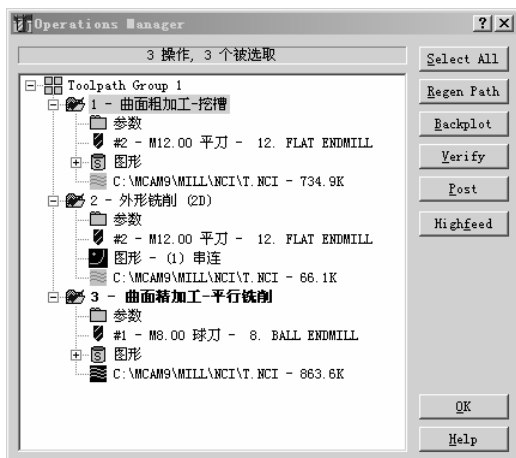 Operations Manager
3 操作, 3 个被选取
Toolpath Group 1
1 - 曲面粗加工-挖槽
参数
#2 - M12.00 平刀 - 12. FLAT ENDMILL
图形
C:\MCAM9\MILL\NCI\T.NCI - 734.9K
2 - 外形铣削 (2D)
参数
#2 - M12.00 平刀 - 12. FLAT ENDMILL
图形 - (1) 串连
C:\MCAM9\MILL\NCI\T.NCI - 66.1K
3 - 曲面精加工-平行铣削
参数
#1 - M8.00 球刀 - 8. BALL ENDMILL
图形
C:\MCAM9\MILL\NCI\T.NCI - 863.6K
Select All
Regen Path
Backplot
Verify
Post
Highfeed
OK
Help